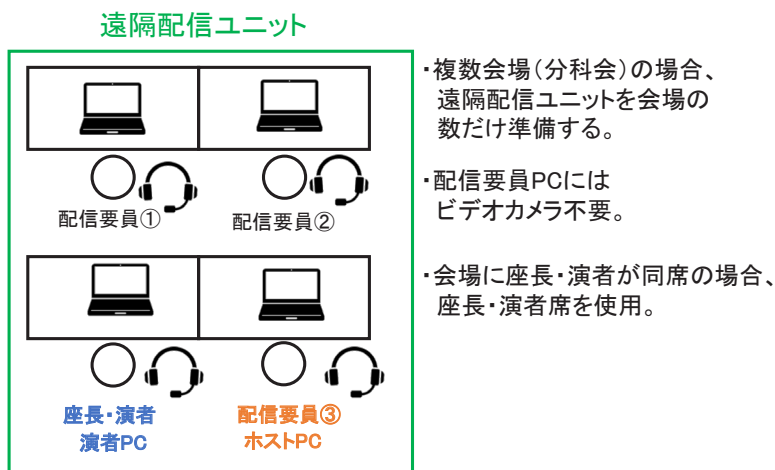 遠隔配信ユニット
配信要員①
配信要員②
座長・演者
演者PC
配信要員③
ホストPC
・複数会場（分科会）の場合、
遠隔配信ユニットを会場の
数だけ準備する。
・配信要員PCには
ビデオカメラ不要。
・会場に座長・演者が同席の場合、
座長・演者席を使用。